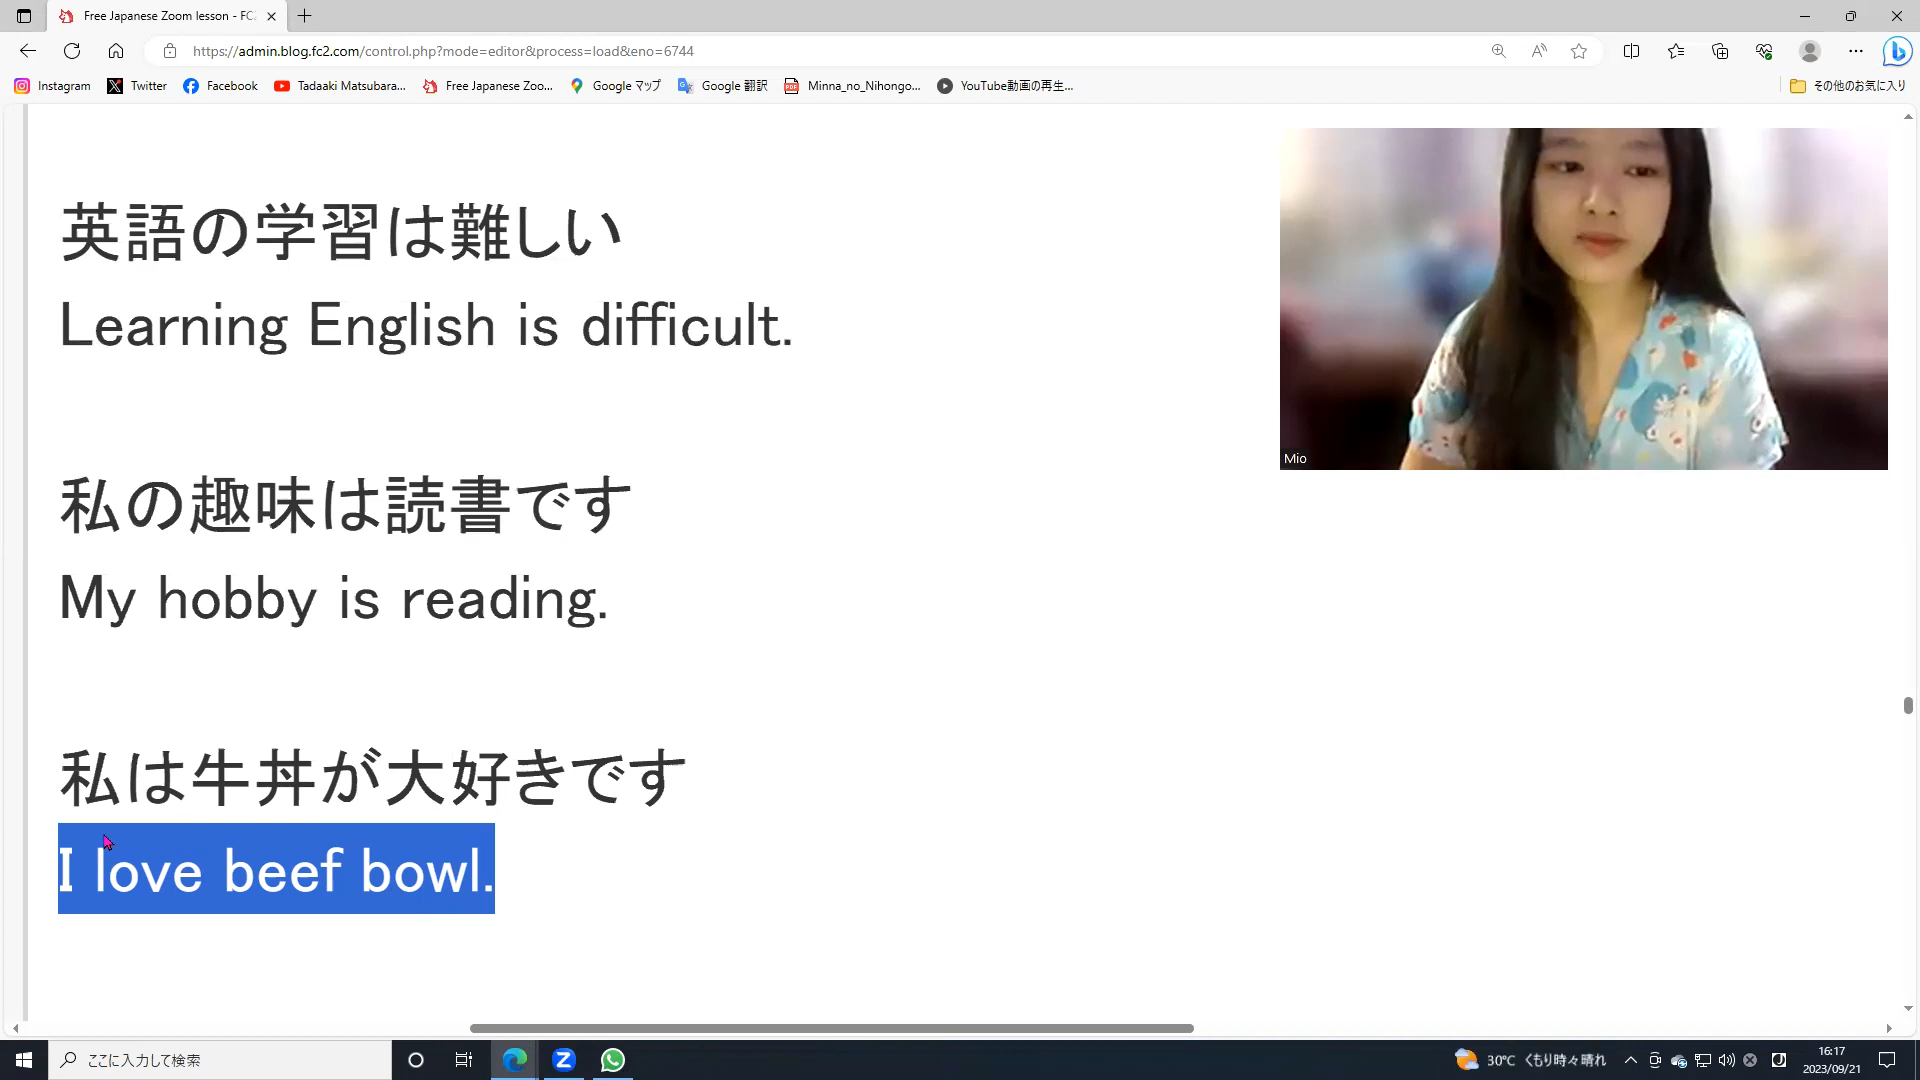 Free Japanese Zoom lesson - FC2
https://admin.blog.fc2.com/control.php?mode=editor&process=load&eno=6744
Instagram
Twitter
Facebook
Tadaaki Matsubara...
Free Japanese Zoo...
Google マップ
Google 翻訳
Minna_no_Nihongo...
YouTube動画の再生...
その他のお気に入り
英語の学習は難しい
Learning English is difficult.
Mio
私の趣味は読書です
My hobby is reading.
私は牛丼が大好きです
I love beef bowl.
ここに入力して検索
30℃ くもり時々晴れ
16:17
2023/09/21